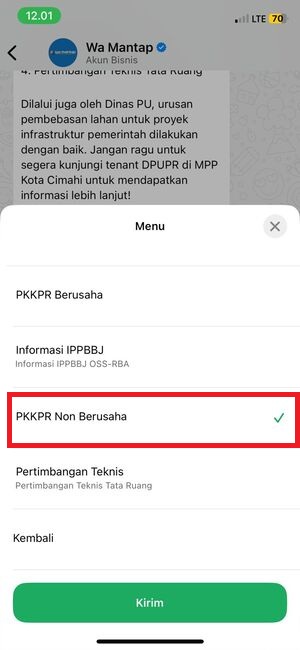 12.01
LTE 70
Wa Mantap
Akun Bisnis
4. Pertimbangan Teknis Tata Ruang
Dilalui juga oleh Dinas PU, urusan
pembebasan lahan untuk proyek
infrastruktur pemerintah dilakukan
dengan baik. Jangan ragu untuk
segera kunjungi tenant DPUPR di MPP
Kota Cimahi untuk mendapatkan
informasi lebih lanjut!
Menu
PKKPR Berusaha
Informasi IPPBBJ
Informasi IPPBBJ OSS-RBA
PKKPR Non Berusaha
Pertimbangan Teknis
Pertimbangan Teknis Tata Ruang
Kembali
Kirim